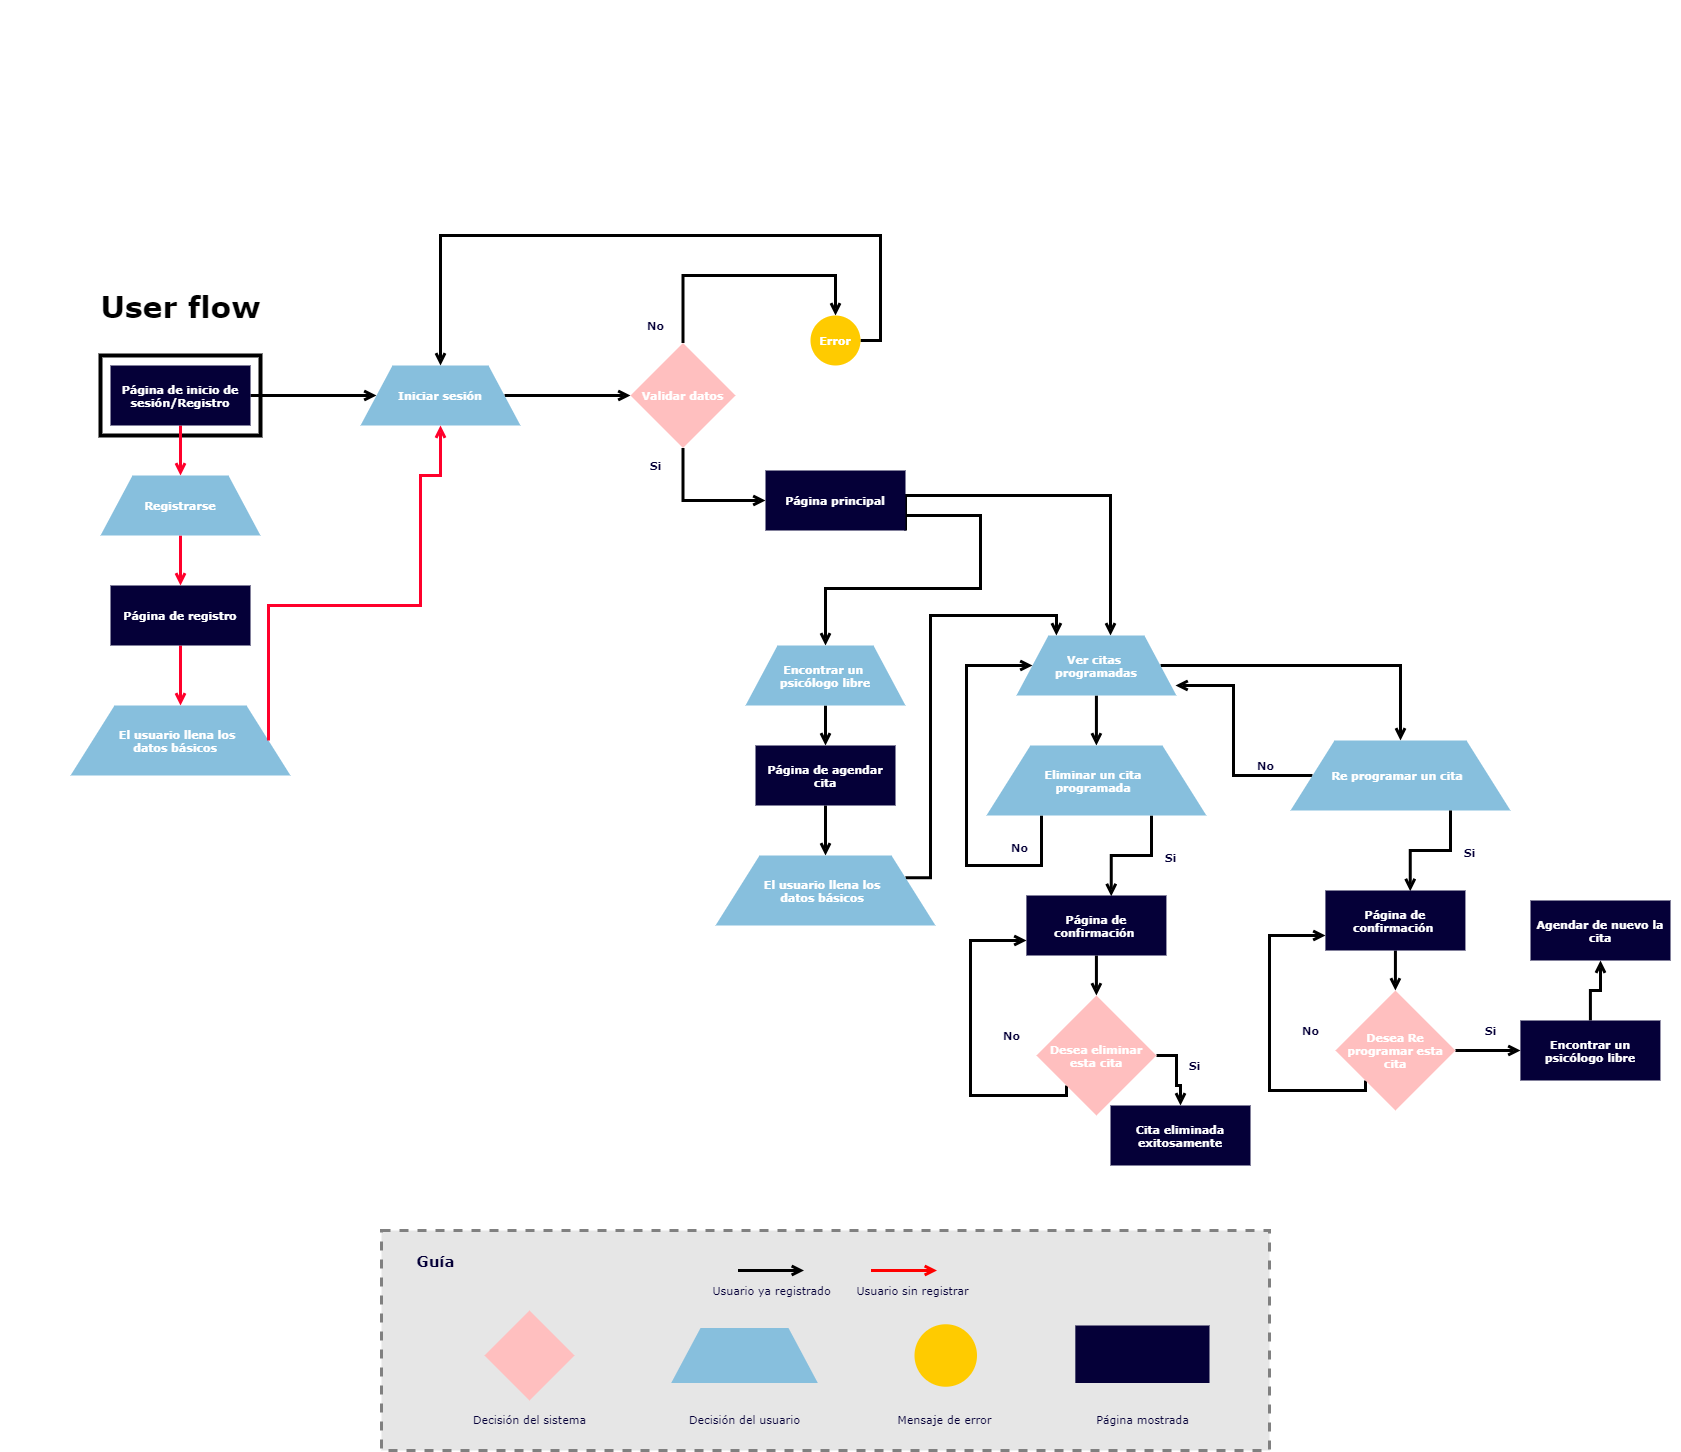 User flow
Página de inicio de
sesión/Registro
Iniciar sesión
No
Error
Validar datos
Si
Registrarse
Página principal
Página de registro
El usuario llena los
datos básicos
Encontrar un
psicólogo libre
Página de agendar
cita
El usuario llena los
datos básicos
Ver citas
programadas
Eliminar un cita
programada
No
Si
Página de
confirmación
No
Desea eliminar
esta cita
Si
Cita eliminada
exitosamente
Re programar un cita
No
Si
Página de
confirmación
No
Desea Re
programar esta
cita
Si
Encontrar un
psicólogo libre
Agendar de nuevo la
cita
Guía
Usuario ya registrado
Usuario sin registrar
Decisión del sistema
Decisión del usuario
Mensaje de error
Página mostrada